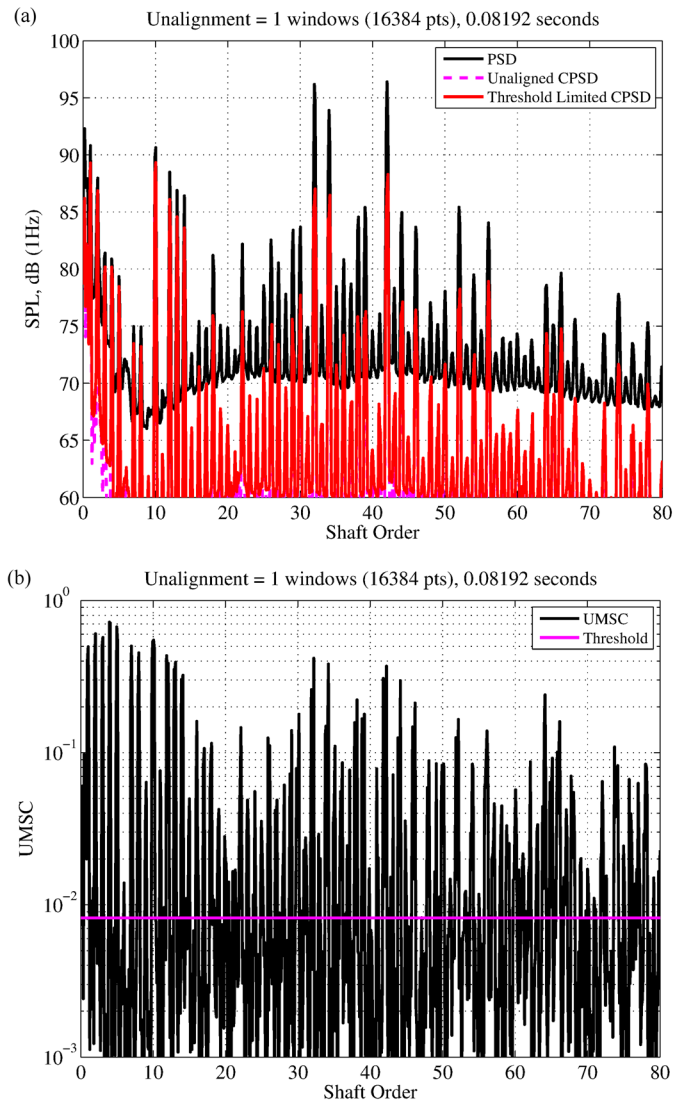 (a)
Unalignment = 1 windows (16384 pts), 0.08192 seconds
100
95
90
85
80
75
70
65
60
SPL, dB (1Hz)
PSD
Unaligned CPSD
Threshold Limited CPSD
0 10 20 30 40 50 60 70 80
Shaft Order
(b)
Unalignment = 1 windows (16384 pts), 0.08192 seconds
10^0
10^-1
10^-2
10^-3
UMSC
UMSC
Threshold
0 10 20 30 40 50 60 70 80
Shaft Order